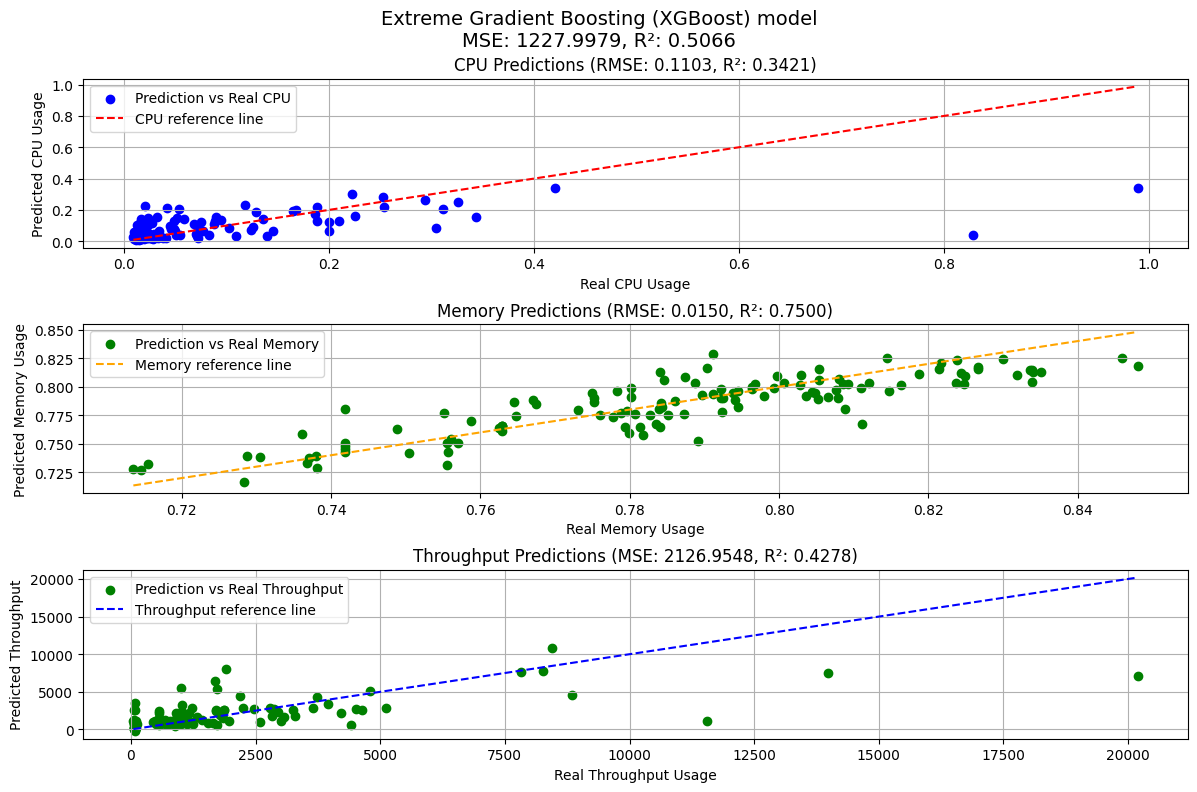 Extreme Gradient Boosting (XGBoost) model
MSE: 1227.9979, R²: 0.5066
CPU Predictions (RMSE: 0.1103, R²: 0.3421)
Predicted CPU Usage
1.0
0.8
0.6
0.4
0.2
0.0
Prediction vs Real CPU
CPU reference line
0.0 0.2 0.4 0.6 0.8 1.0
Real CPU Usage
Memory Predictions (RMSE: 0.0150, R²: 0.7500)
Predicted Memory Usage
0.850
0.825
0.800
0.775
0.750
0.725
Prediction vs Real Memory
Memory reference line
0.72 0.74 0.76 0.78 0.80 0.82 0.84
Real Memory Usage
Throughput Predictions (MSE: 2126.9548, R²: 0.4278)
Predicted Throughput
20000
15000
10000
5000
0
Prediction vs Real Throughput
Throughput reference line
0 2500 5000 7500 10000 12500 15000 17500 20000
Real Throughput Usage